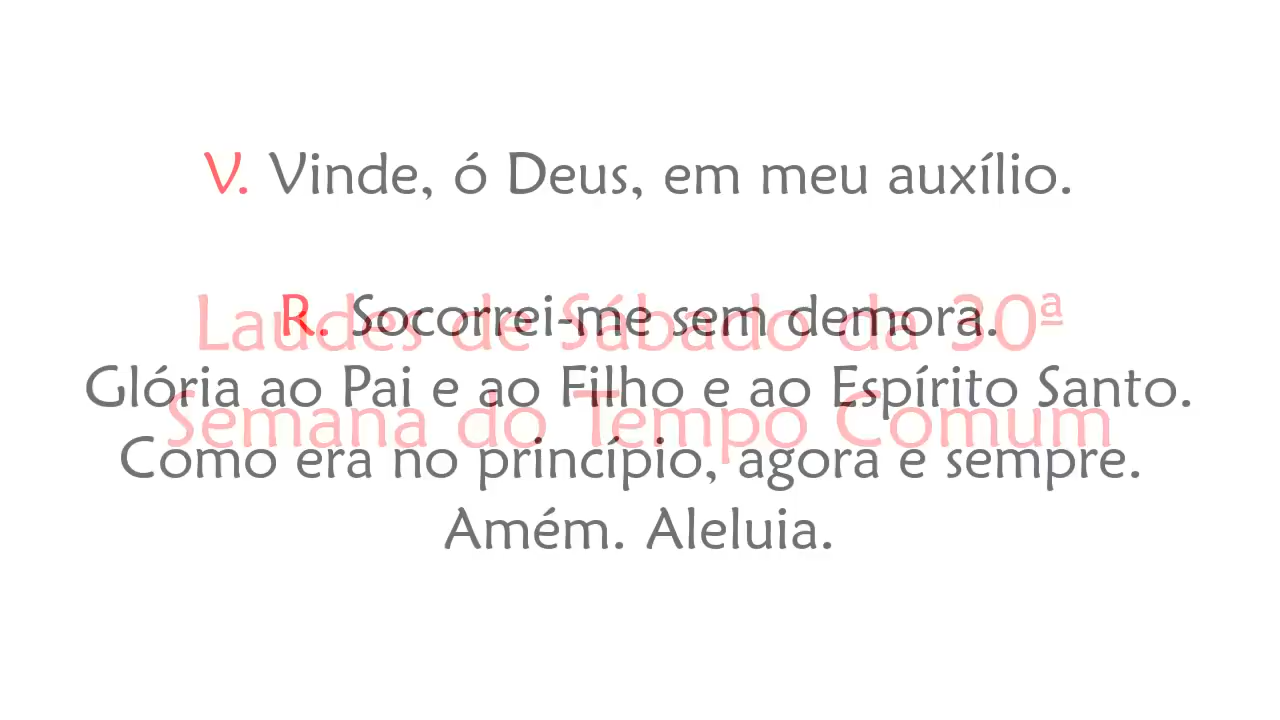 V. Vinde, ó Deus, em meu auxílio.
R. Socorrei-me sem demora.
Laudes de Sábado da 30ª
Glória ao Pai e ao Filho e ao Espírito Santo.
Semana do Tempo Comum
Como era no princípio, agora e sempre.
Amém. Aleluia.